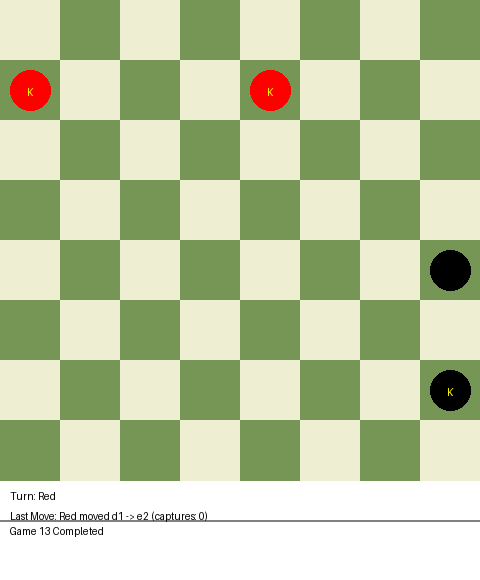 K
K
K
Turn: Red
Last Move: Red moved d1 -> e2 (captures: 0)
Game 13 Completed